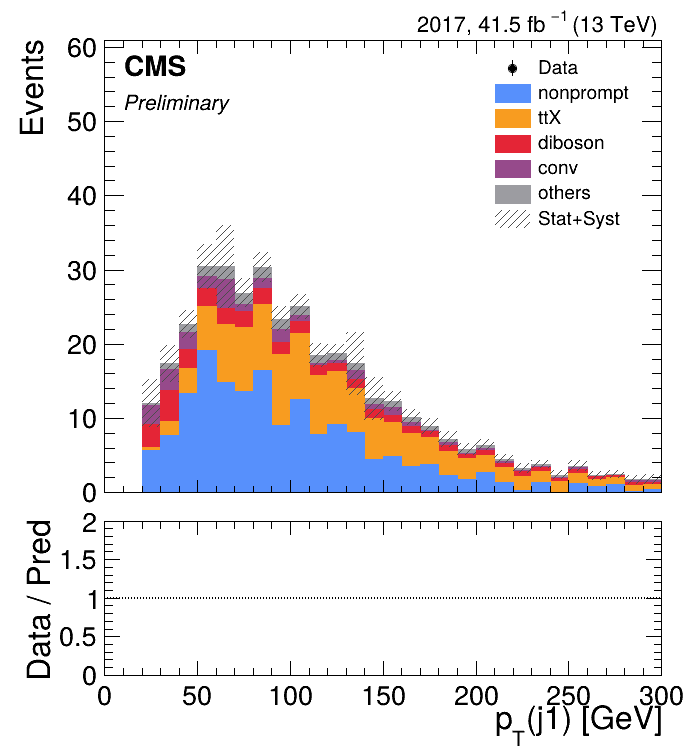 2017, 41.5 fb⁻¹ (13 TeV)
CMS
Preliminary
Data
nonprompt
ttX
diboson
conv
others
Stat+Syst
Events
60
50
40
30
20
10
0
Data / Pred
2
1.5
1
0.5
0
0 50 100 150 200 250 300
p_T(j1) [GeV]